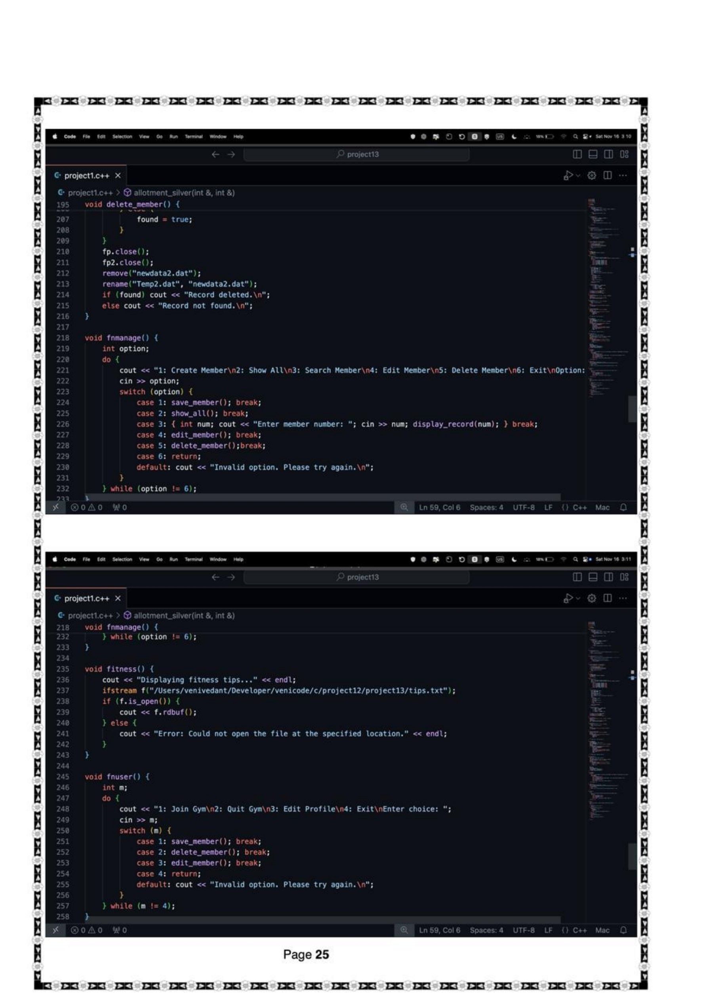 Code File Edit Selection View Go Run Terminal Window Help US 18% Sat Nov 16 3 10
project13
project1.c++
project1.c++ > allotment_silver(int &, int &)
195 void delete_member() {
207 found = true;
208 }
209 }
210 fp.close();
211 fp2.close();
212 remove("newdata2.dat");
213 rename("Temp2.dat", "newdata2.dat");
214 if (found) cout << "Record deleted.\n";
215 else cout << "Record not found.\n";
216 }
217
218 void fnmanage() {
219 int option;
220 do {
221 cout << "1: Create Member\n2: Show All\n3: Search Member\n4: Edit Member\n5: Delete Member\n6: Exit\nOption:
222 cin >> option;
223 switch (option) {
224 case 1: save_member(); break;
225 case 2: show_all(); break;
226 case 3: { int num; cout << "Enter member number: "; cin >> num; display_record(num); } break;
227 case 4: edit_member(); break;
228 case 5: delete_member();break;
229 case 6: return;
230 default: cout << "Invalid option. Please try again.\n";
231 }
232 } while (option != 6);
233 }
0 0 0 Ln 59, Col 6 Spaces: 4 UTF-8 LF {} C++ Mac
Code File Edit Selection View Go Run Terminal Window Help US 18% Sat Nov 16 3:11
project13
project1.c++
project1.c++ > allotment_silver(int &, int &)
218 void fnmanage() {
232 } while (option != 6);
233 }
234
235 void fitness() {
236 cout << "Displaying fitness tips..." << endl;
237 ifstream f("/Users/venivedant/Developer/venicode/c/project12/project13/tips.txt");
238 if (f.is_open()) {
239 cout << f.rdbuf();
240 } else {
241 cout << "Error: Could not open the file at the specified location." << endl;
242 }
243 }
244
245 void fnuser() {
246 int m;
247 do {
248 cout << "1: Join Gym\n2: Quit Gym\n3: Edit Profile\n4: Exit\nEnter choice: ";
249 cin >> m;
250 switch (m) {
251 case 1: save_member(); break;
252 case 2: delete_member(); break;
253 case 3: edit_member(); break;
254 case 4: return;
255 default: cout << "Invalid option. Please try again.\n";
256 }
257 } while (m != 4);
258 }
0 0 0 Ln 59, Col 6 Spaces: 4 UTF-8 LF {} C++ Mac
Page 25